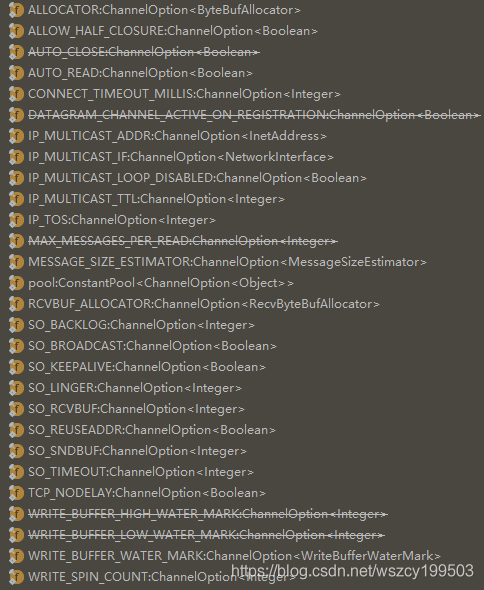 ALLOCATOR:ChannelOption<ByteBufAllocator>
ALLOW_HALF_CLOSURE:ChannelOption<Boolean>
AUTO_CLOSE:ChannelOption<Boolean>
AUTO_READ:ChannelOption<Boolean>
CONNECT_TIMEOUT_MILLIS:ChannelOption<Integer>
DATAGRAM_CHANNEL_ACTIVE_ON_REGISTRATION:ChannelOption<Boolean>
IP_MULTICAST_ADDR:ChannelOption<InetAddress>
IP_MULTICAST_IF:ChannelOption<NetworkInterface>
IP_MULTICAST_LOOP_DISABLED:ChannelOption<Boolean>
IP_MULTICAST_TTL:ChannelOption<Integer>
IP_TOS:ChannelOption<Integer>
MAX_MESSAGES_PER_READ:ChannelOption<Integer>
MESSAGE_SIZE_ESTIMATOR:ChannelOption<MessageSizeEstimator>
pool:ConstantPool<ChannelOption<Object>>
RCVBUF_ALLOCATOR:ChannelOption<RecvByteBufAllocator>
SO_BACKLOG:ChannelOption<Integer>
SO_BROADCAST:ChannelOption<Boolean>
SO_KEEPALIVE:ChannelOption<Boolean>
SO_LINGER:ChannelOption<Integer>
SO_RCVBUF:ChannelOption<Integer>
SO_REUSEADDR:ChannelOption<Boolean>
SO_SNDBUF:ChannelOption<Integer>
SO_TIMEOUT:ChannelOption<Integer>
TCP_NODELAY:ChannelOption<Boolean>
WRITE_BUFFER_HIGH_WATER_MARK:ChannelOption<Integer>
WRITE_BUFFER_LOW_WATER_MARK:ChannelOption<Integer>
WRITE_BUFFER_WATER_MARK:ChannelOption<WriteBufferWaterMark>
WRITE_SPIN_COUNT:ChannelOption<Integer>
https://blog.csdn.net/wszcy199503